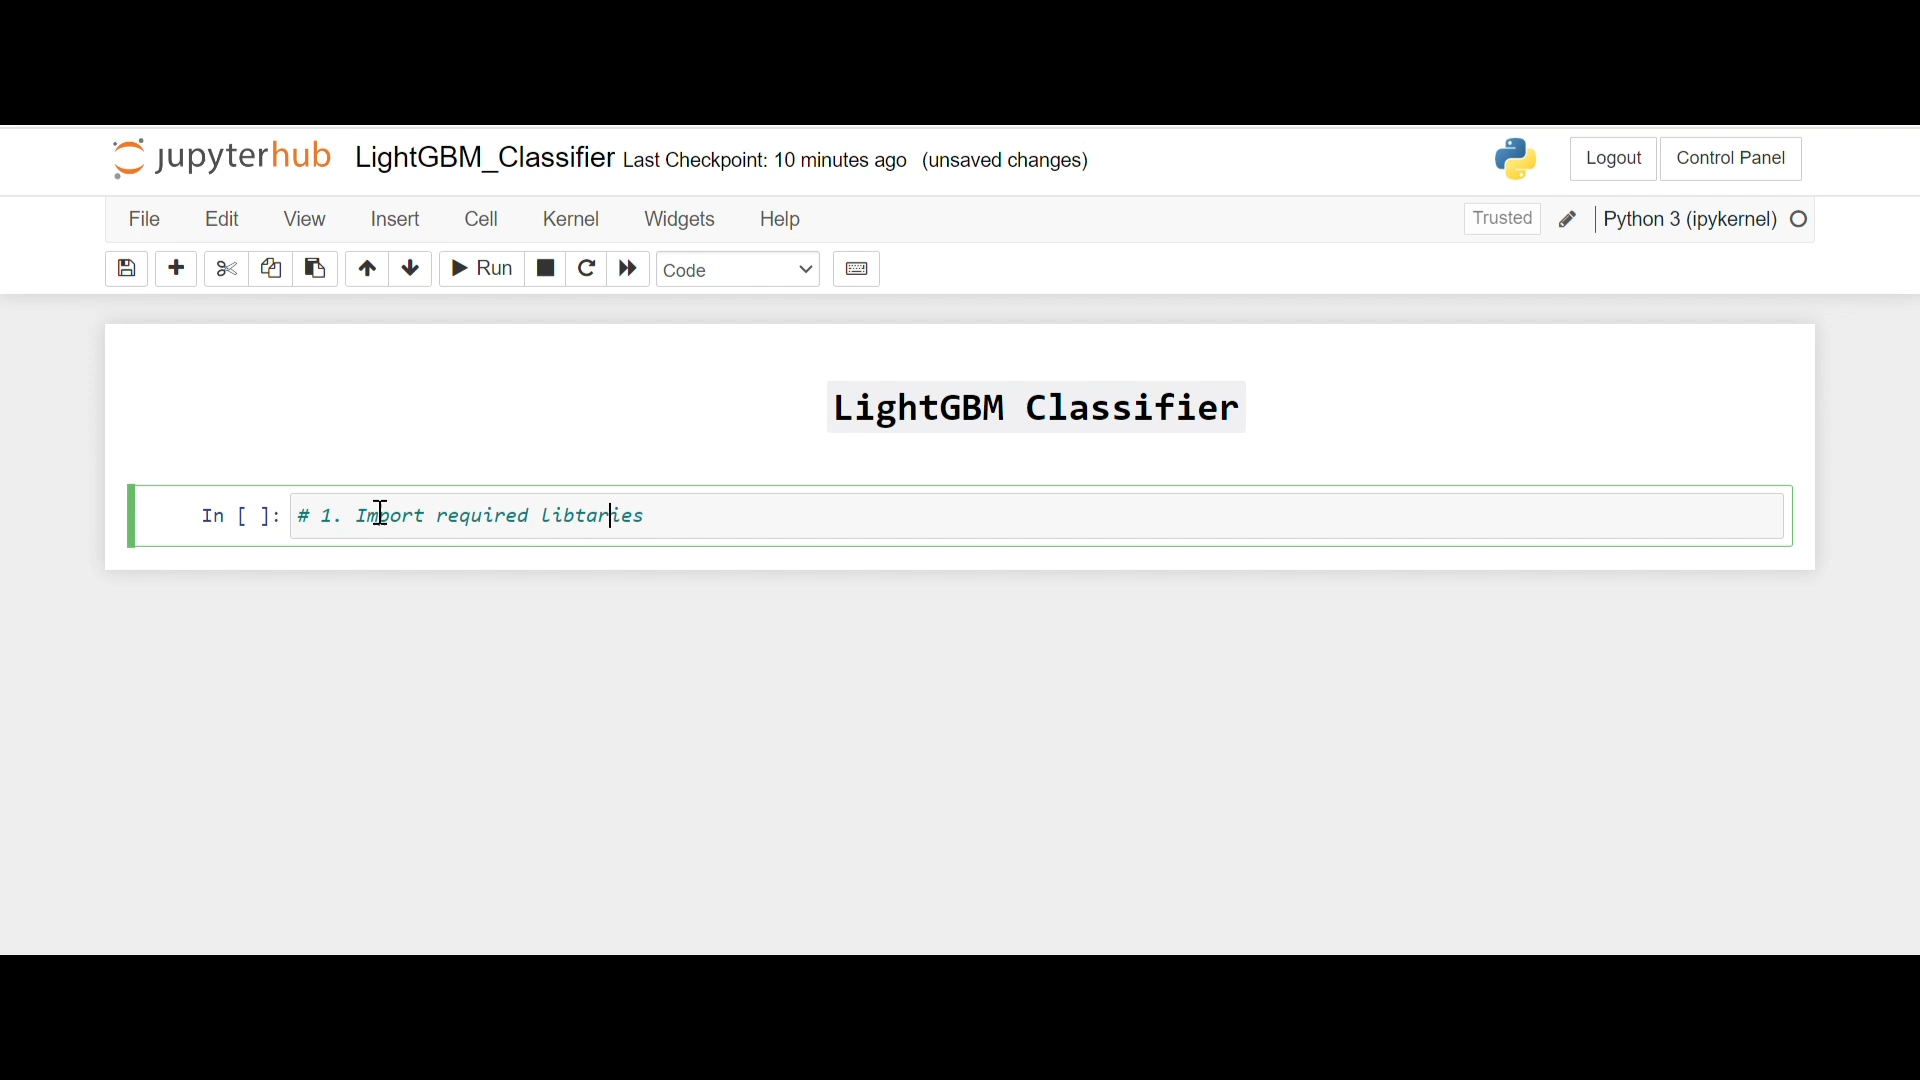 jupyterhub LightGBM_Classifier Last Checkpoint: 10 minutes ago (unsaved changes) Logout Control Panel
File Edit View Insert Cell Kernel Widgets Help Trusted Python 3 (ipykernel)
Run Code
LightGBM Classifier
In [ ]: # 1. Import required libtaries